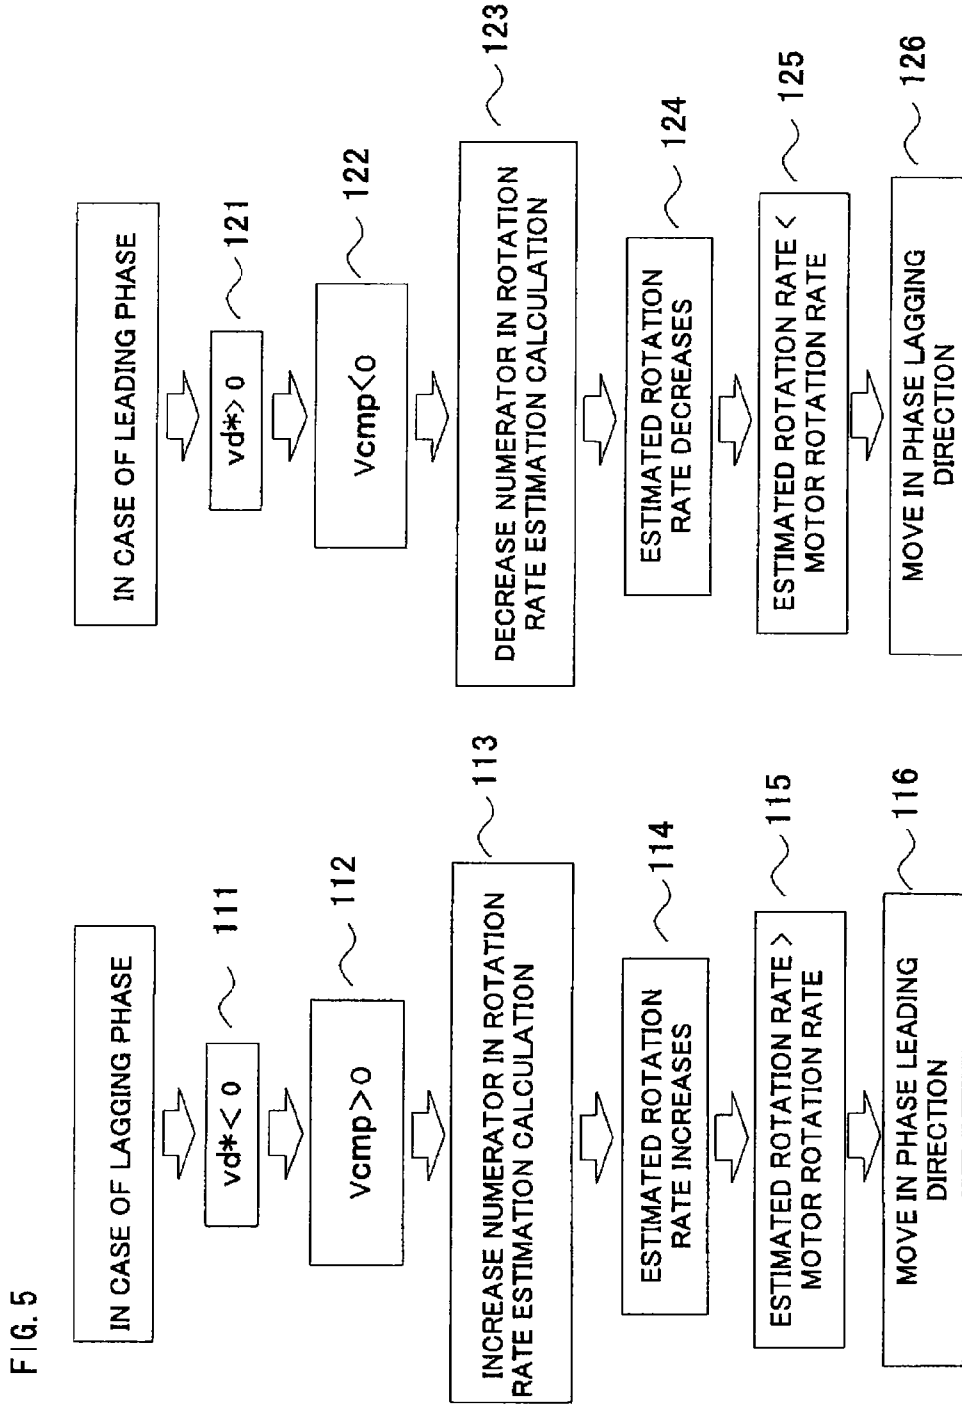 FIG. 5
IN CASE OF LAGGING PHASE
vd*< 0
111
Vcmp>0
112
INCREASE NUMERATOR IN ROTATION
RATE ESTIMATION CALCULATION
113
ESTIMATED ROTATION
RATE INCREASES
114
ESTIMATED ROTATION RATE >
MOTOR ROTATION RATE
115
MOVE IN PHASE LEADING
DIRECTION
116
IN CASE OF LEADING PHASE
vd*> 0
121
Vcmp<0
122
DECREASE NUMERATOR IN ROTATION
RATE ESTIMATION CALCULATION
123
ESTIMATED ROTATION
RATE DECREASES
124
ESTIMATED ROTATION RATE <
MOTOR ROTATION RATE
125
MOVE IN PHASE LAGGING
DIRECTION
126